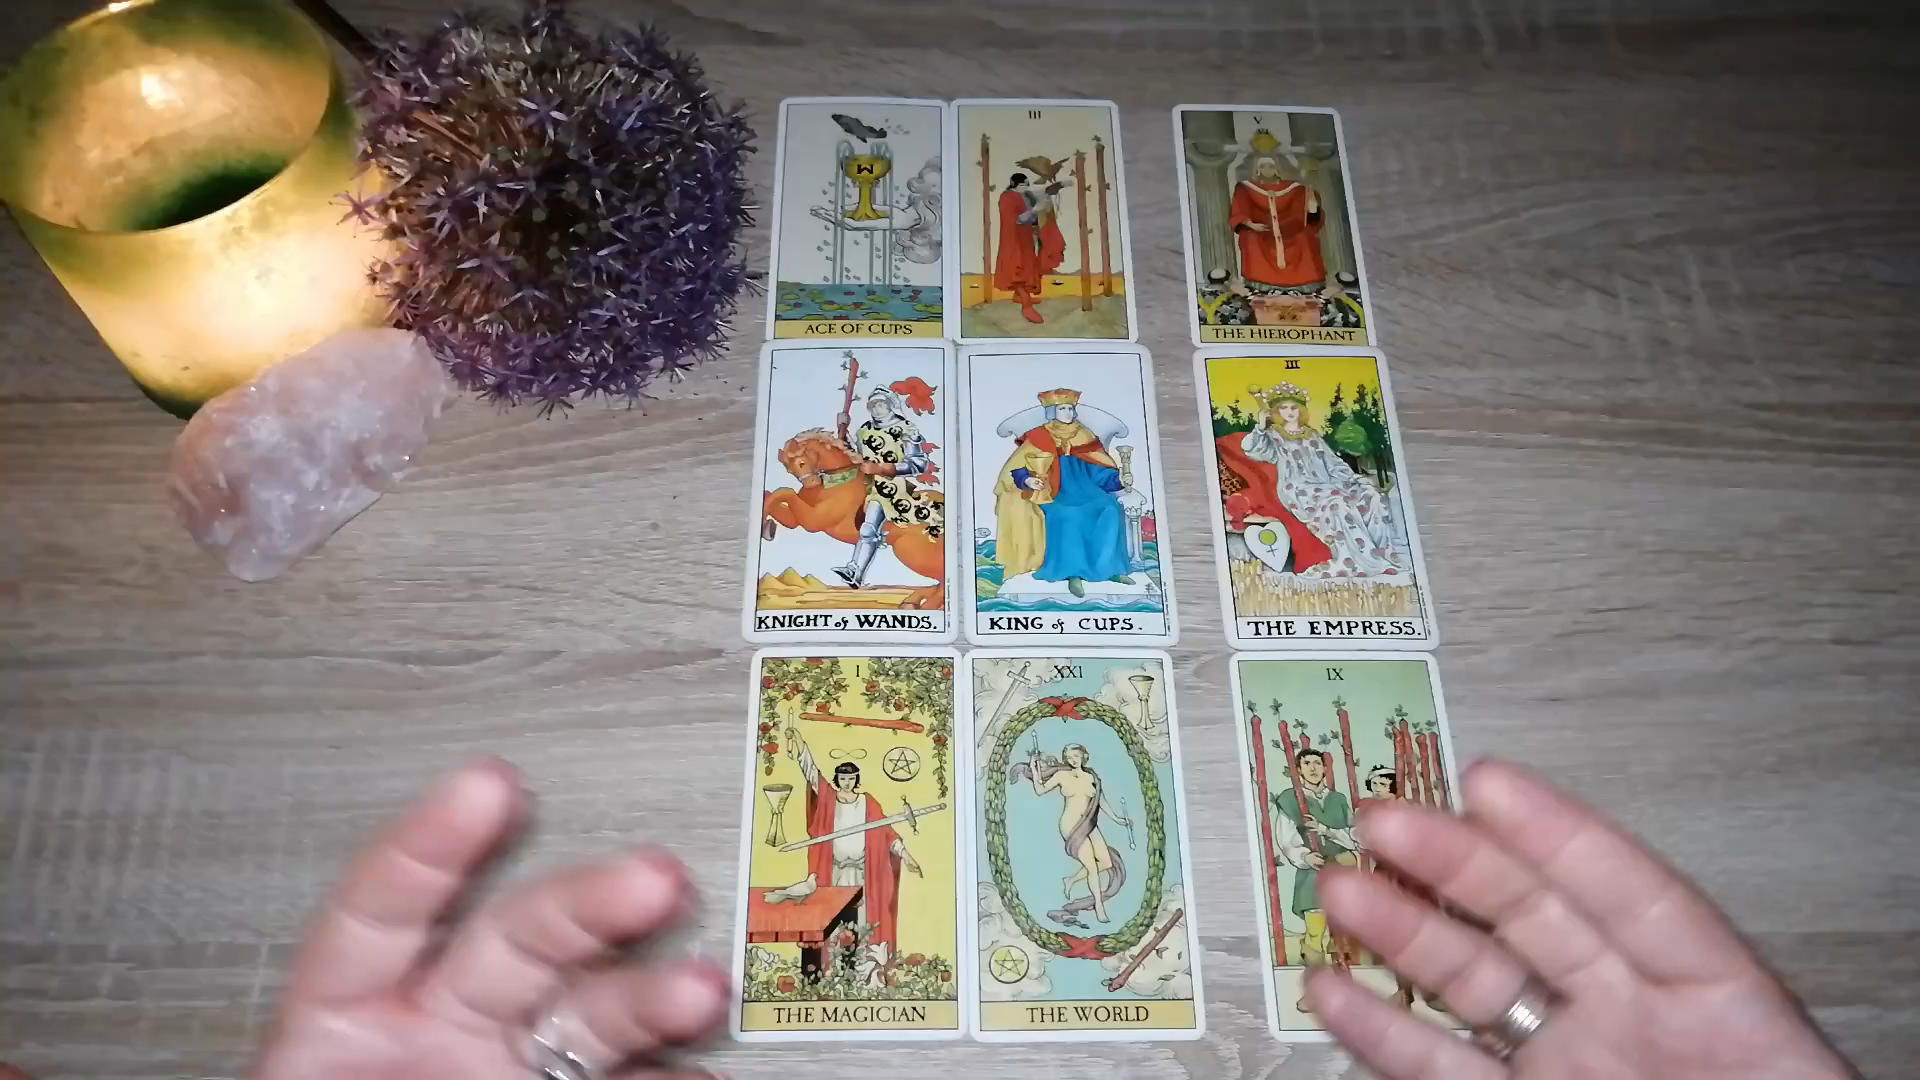 III
V
ACE OF CUPS
THE HIEROPHANT
III
KNIGHT of WANDS.
KING of CUPS.
THE EMPRESS.
I
XXI
IX
THE MAGICIAN
THE WORLD